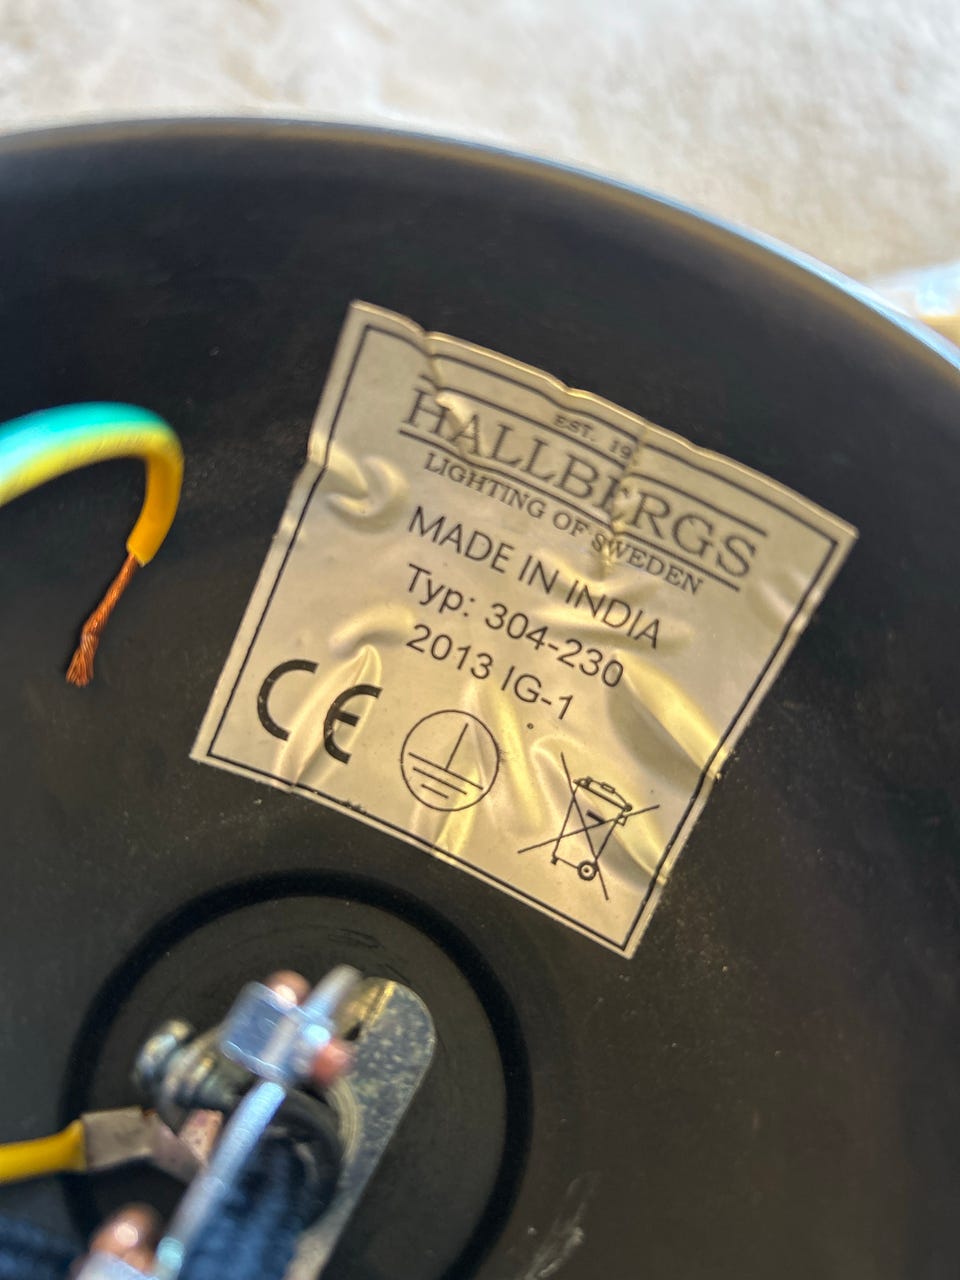 EST. 19
HALLBERGS
LIGHTING OF SWEDEN
MADE IN INDIA
Typ: 304-230
2013 IG-1
CE